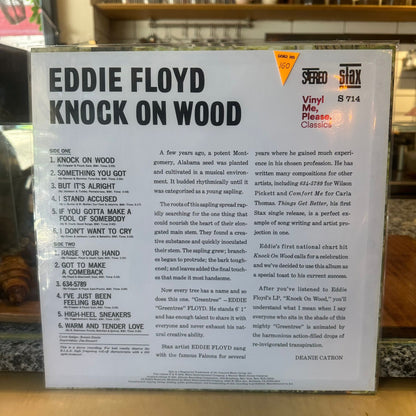 EDDIE FLOYD
KNOCK ON WOOD
160
STEREO
stax
Vinyl
Me,
Please.
Classics
S 714
SIDE ONE
1. KNOCK ON WOOD
2. SOMETHING YOU GOT
3. BUT IT'S ALRIGHT
4. I STAND ACCUSED
5. IF YOU GOTTA MAKE A
FOOL OF SOMEBODY
6. I DON'T WANT TO CRY
SIDE TWO
1. RAISE YOUR HAND
2. GOT TO MAKE
A COMEBACK
3. 634-5789
4. I'VE JUST BEEN
FEELING BAD
5. HIGH-HEEL SNEAKERS
6. WARM AND TENDER LOVE
A few years ago, a potent Mont-
gomery, Alabama seed was planted
and cultivated in a musical environ-
ment. It budded rhythmically until it
was categorized as a young sapling.
The roots of this sapling spread rap-
idly searching for the one thing that
could nourish the heart of their elon-
gated main stem. They found a crea-
tive substance and quickly inoculated
their stem. The sapling grew; branch-
es began to protrude; the bark tough-
ened; and leaves added the final touch-
es that made it most handsome.
Now every tree has a name and so
does this one. "Greentree" – EDDIE
"Greentree" FLOYD. He stands 6' 1"
and has enough talent to share it with
everyone and never exhaust his nat-
ural creative ability.
Stax artist EDDIE FLOYD sang
with the famous Falcons for several
years where he gained much experi-
ence in his chosen profession. He has
written many compositions for other
artists, including 634-5789 for Wilson
Pickett and Comfort Me for Carla
Thomas. Things Get Better, his first
Stax single release, is a perfect ex-
ample of song writing and artist pro-
jection in one.
Eddie's first national chart hit
Knock On Wood calls for a celebration
and we've decided to use this album as
a special toast to his current success.
After you've listened to Eddie
Floyd's LP, "Knock On Wood," you'll
understand what I mean when I say
everyone who sits in the shade of this
mighty "Greentree" is animated by
the harmonious action-filled drops of
re-invigorated transpiration.
DEANIE CATRON